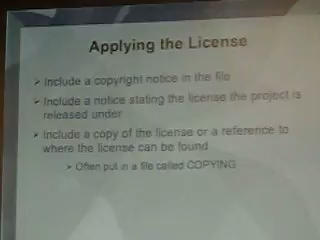 Applying the License
Include a copyright notice in the file
Include a notice stating the license the project is
released under
Include a copy of the license or a reference to
where the license can be found
Often put in a file called COPYING